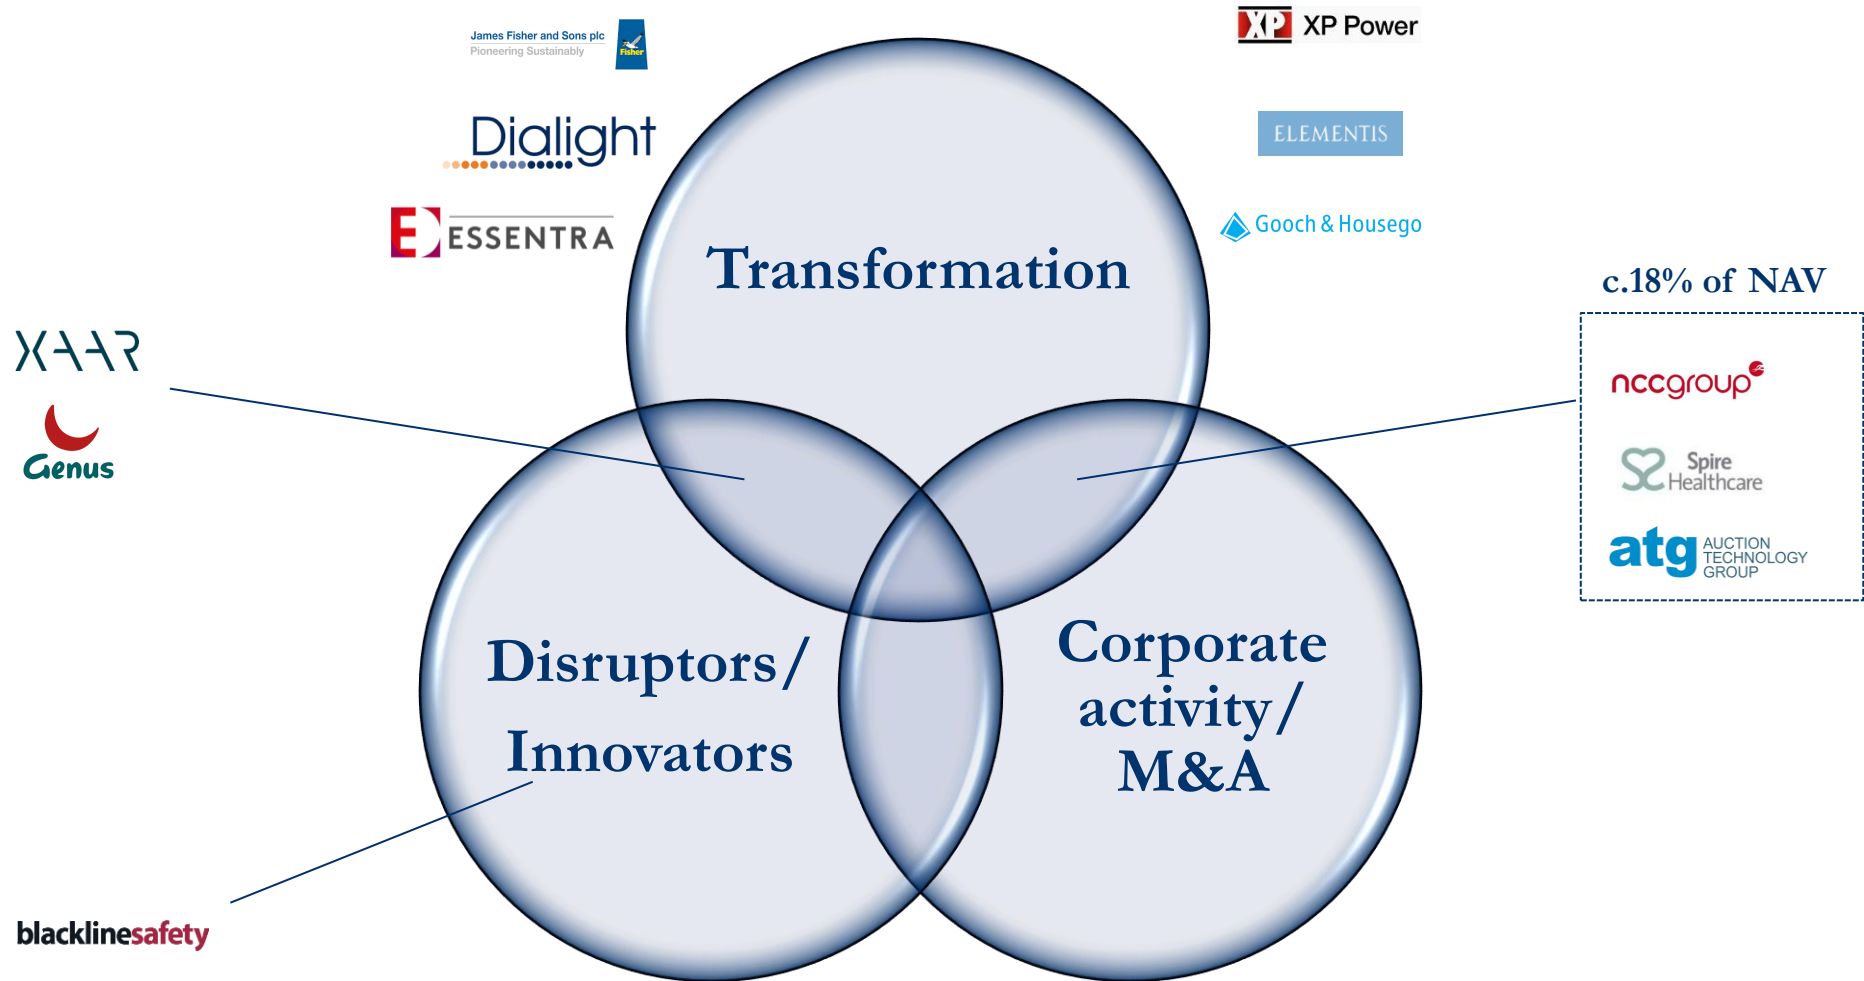 James Fisher and Sons plc
Pioneering Sustainably
Fisher
XP XP Power
Dialight
ELEMENTIS
E ESSENTRA
Gooch & Housego
Transformation
c.18% of NAV
XAAR
nccgroup
Genus
Spire
Healthcare
atg AUCTION
TECHNOLOGY
GROUP
Disruptors/
Innovators
Corporate
activity/
M&A
blacklinesafety